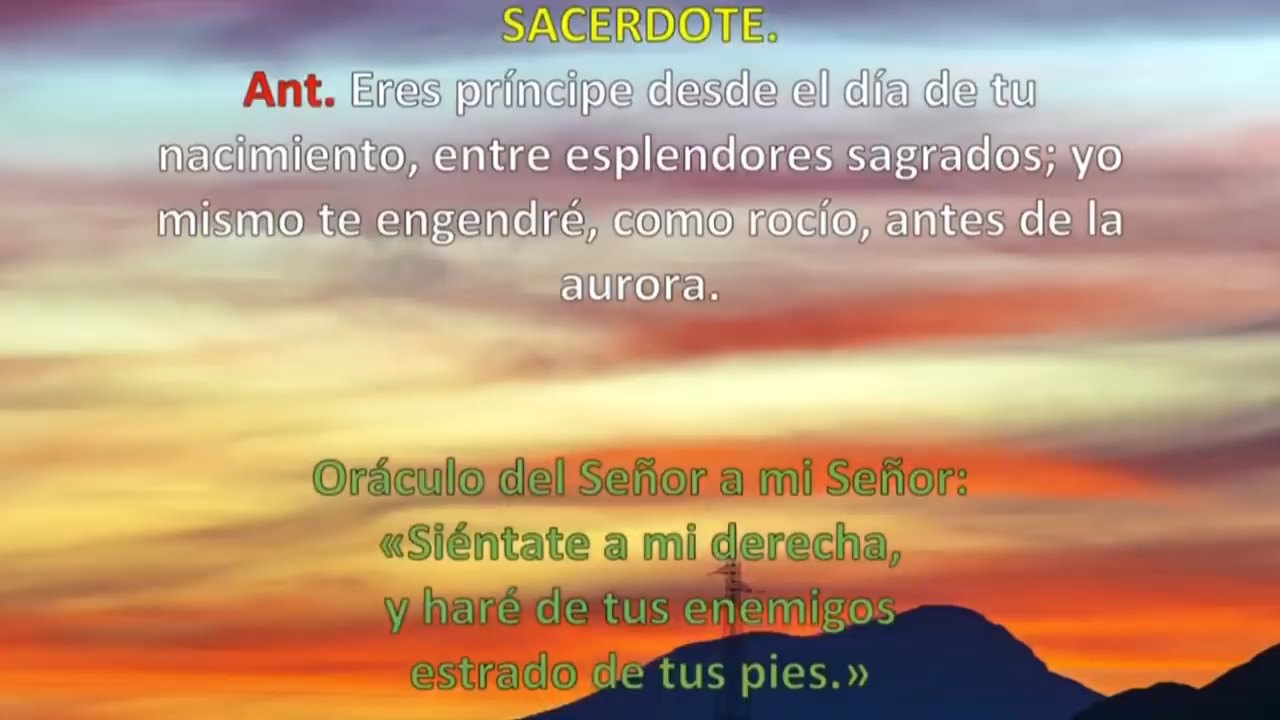 SACERDOTE.
Ant. Eres príncipe desde el día de tu
nacimiento, entre esplendores sagrados; yo
mismo te engendré, como rocío, antes de la
aurora.
Oráculo del Señor a mi Señor:
«Siéntate a mi derecha,
y haré de tus enemigos
estrado de tus pies.»